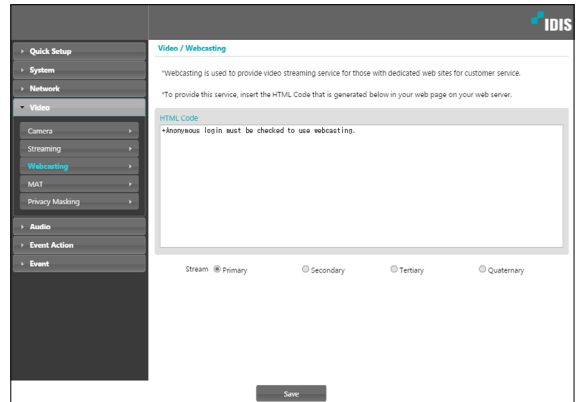 IDIS
Quick Setup
System
Network
Video
Camera
Streaming
Webcasting
MAT
Privacy Masking
Audio
Event Action
Event
Video / Webcasting
*Webcasting is used to provide video streaming service for those with dedicated web sites for customer service.
*To provide this service, insert the HTML Code that is generated below in your web page on your web server.
HTML Code
*Anonymous login must be checked to use webcasting.
Stream Primary Secondary Tertiary Quaternary
Save